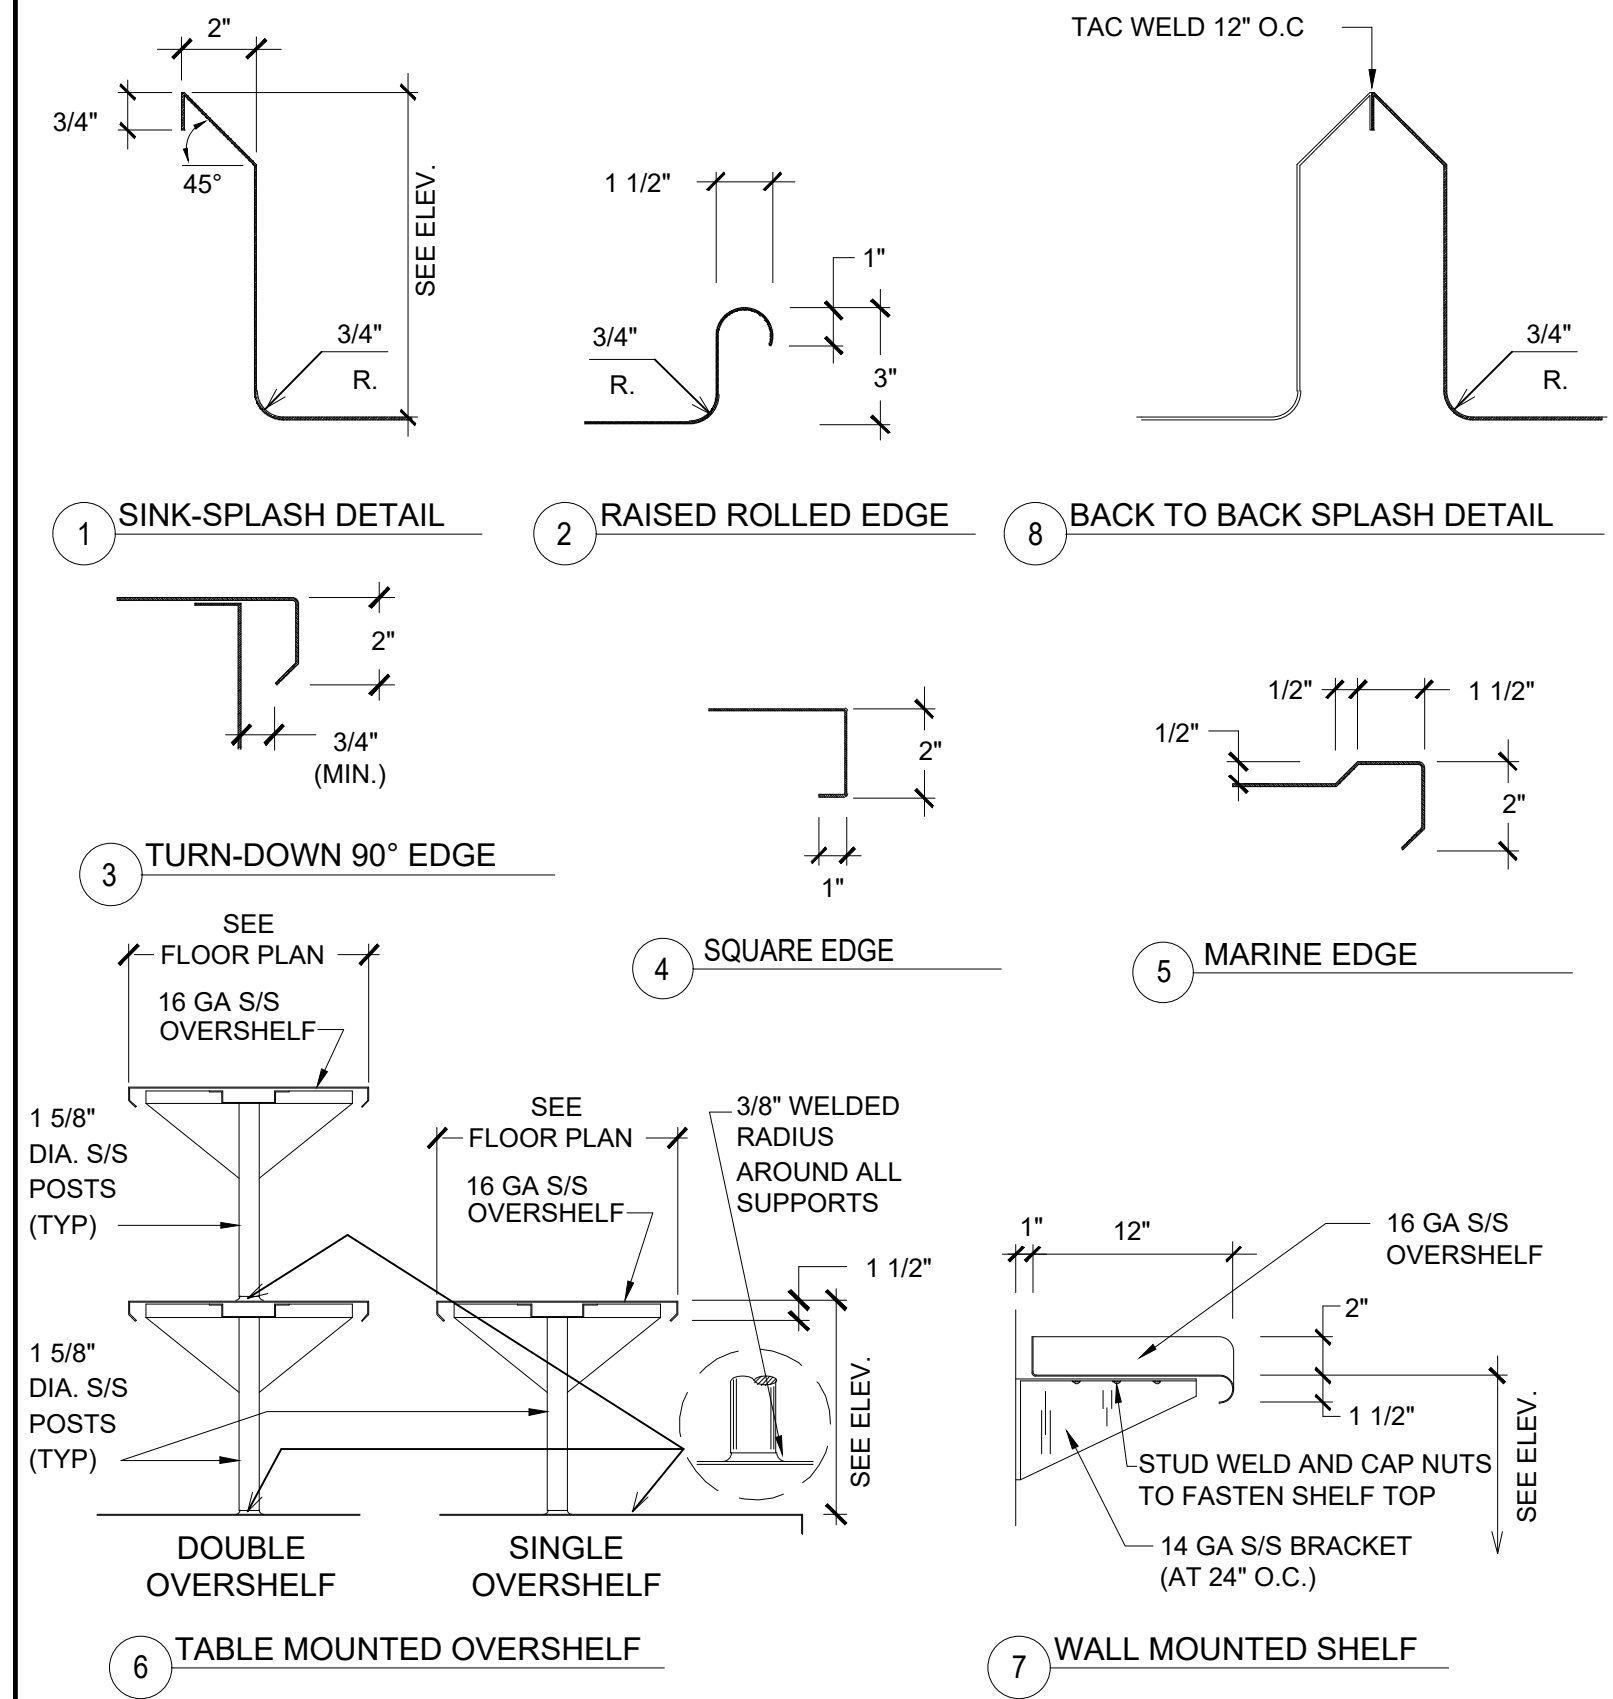 2"
3/4"
45°
SEE ELEV.
3/4"
R.
1 SINK-SPLASH DETAIL
1 1/2"
1"
3/4"
R.
3"
2 RAISED ROLLED EDGE
TAC WELD 12" O.C
3/4"
R.
8 BACK TO BACK SPLASH DETAIL
2"
3/4"
(MIN.)
3 TURN-DOWN 90° EDGE
2"
1"
4 SQUARE EDGE
1/2"
1 1/2"
1/2"
2"
5 MARINE EDGE
SEE
FLOOR PLAN
16 GA S/S
OVERSHELF
1 5/8"
DIA. S/S
POSTS
(TYP)
1 5/8"
DIA. S/S
POSTS
(TYP)
DOUBLE
OVERSHELF
SEE
FLOOR PLAN
16 GA S/S
OVERSHELF
3/8" WELDED
RADIUS
AROUND ALL
SUPPORTS
1 1/2"
SEE ELEV.
SINGLE
OVERSHELF
6 TABLE MOUNTED OVERSHELF
1"
12"
16 GA S/S
OVERSHELF
2"
1 1/2"
SEE ELEV.
STUD WELD AND CAP NUTS
TO FASTEN SHELF TOP
14 GA S/S BRACKET
(AT 24" O.C.)
7 WALL MOUNTED SHELF